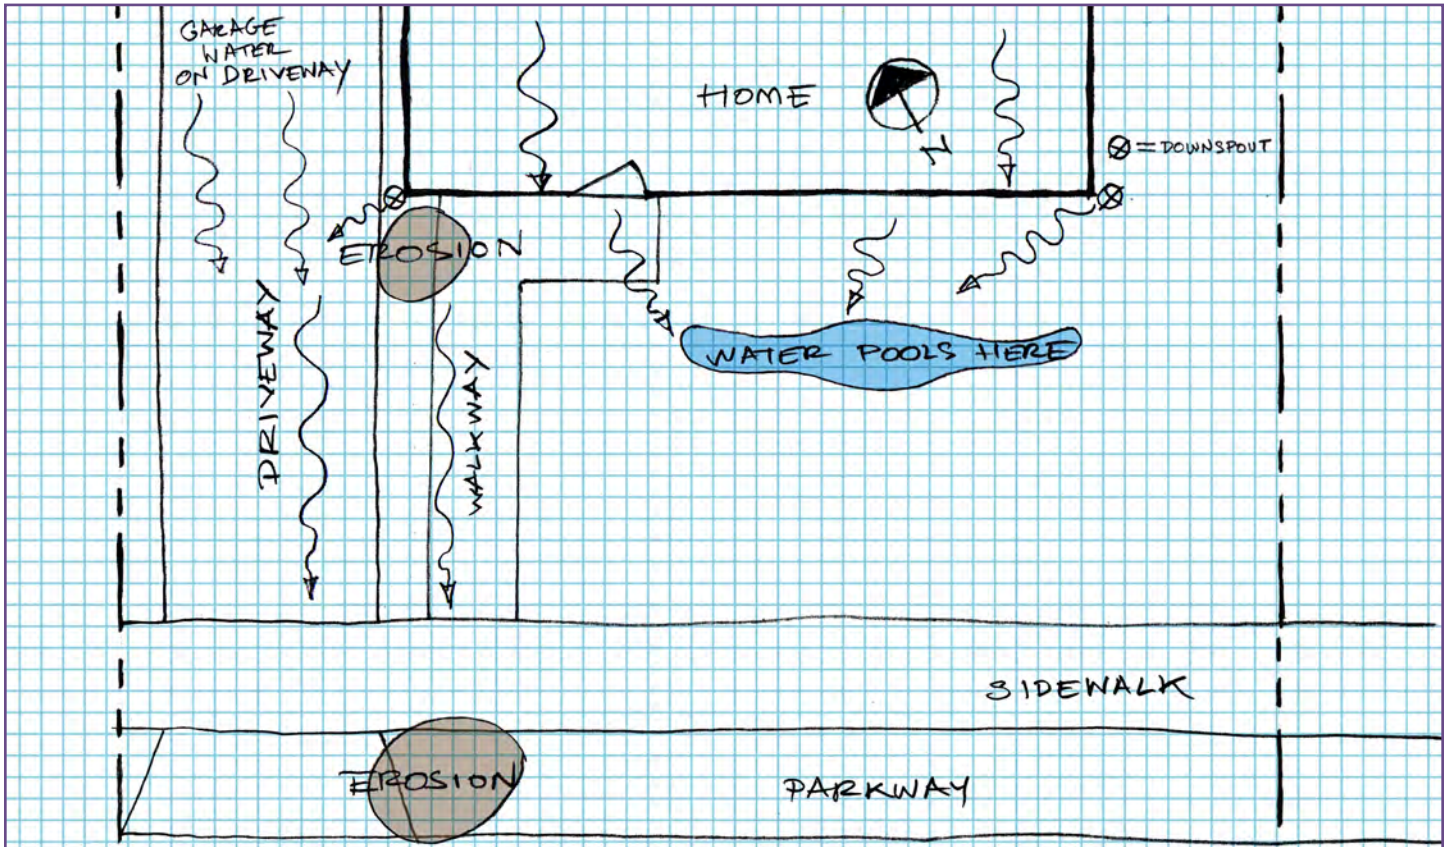 GARAGE
WATER
ON DRIVEWAY
HOME
N
⊗ = DOWNSPOUT
EROSION
DRIVEWAY
WALKWAY
WATER POOLS HERE
SIDEWALK
EROSION
PARKWAY